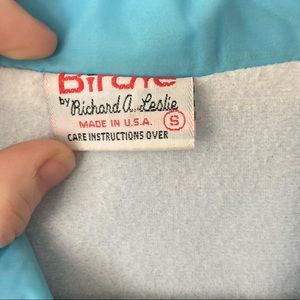 Birdie
by Richard A. Leslie
MADE IN U.S.A. S
CARE INSTRUCTIONS OVER